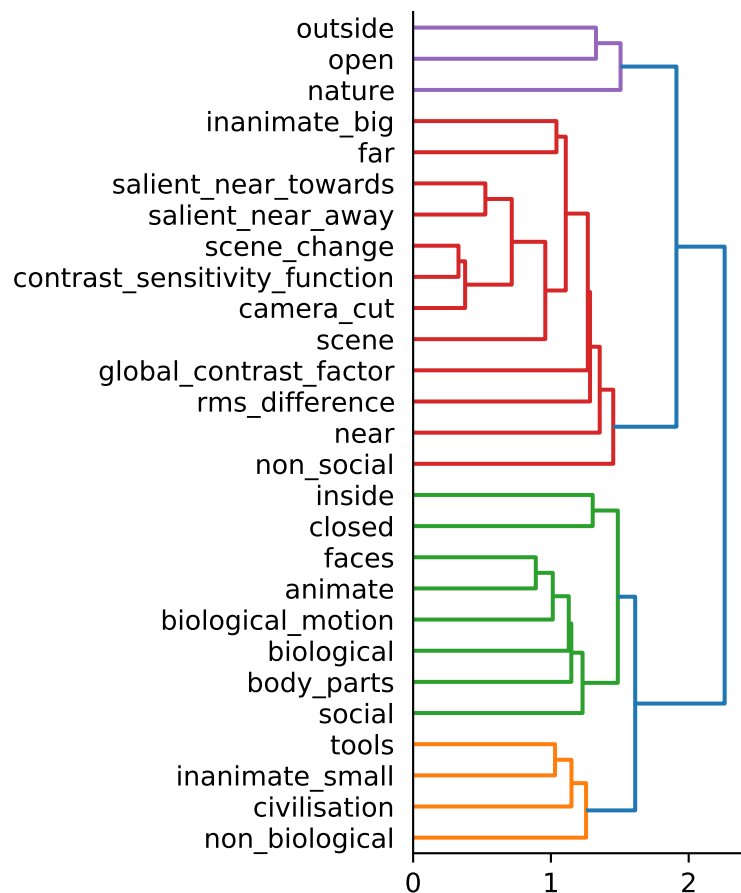 outside
open
nature
inanimate_big
far
salient_near_towards
salient_near_away
scene_change
contrast_sensitivity_function
camera_cut
scene
global_contrast_factor
rms_difference
near
non_social
inside
closed
faces
animate
biological_motion
biological
body_parts
social
tools
inanimate_small
civilisation
non_biological
0 1 2